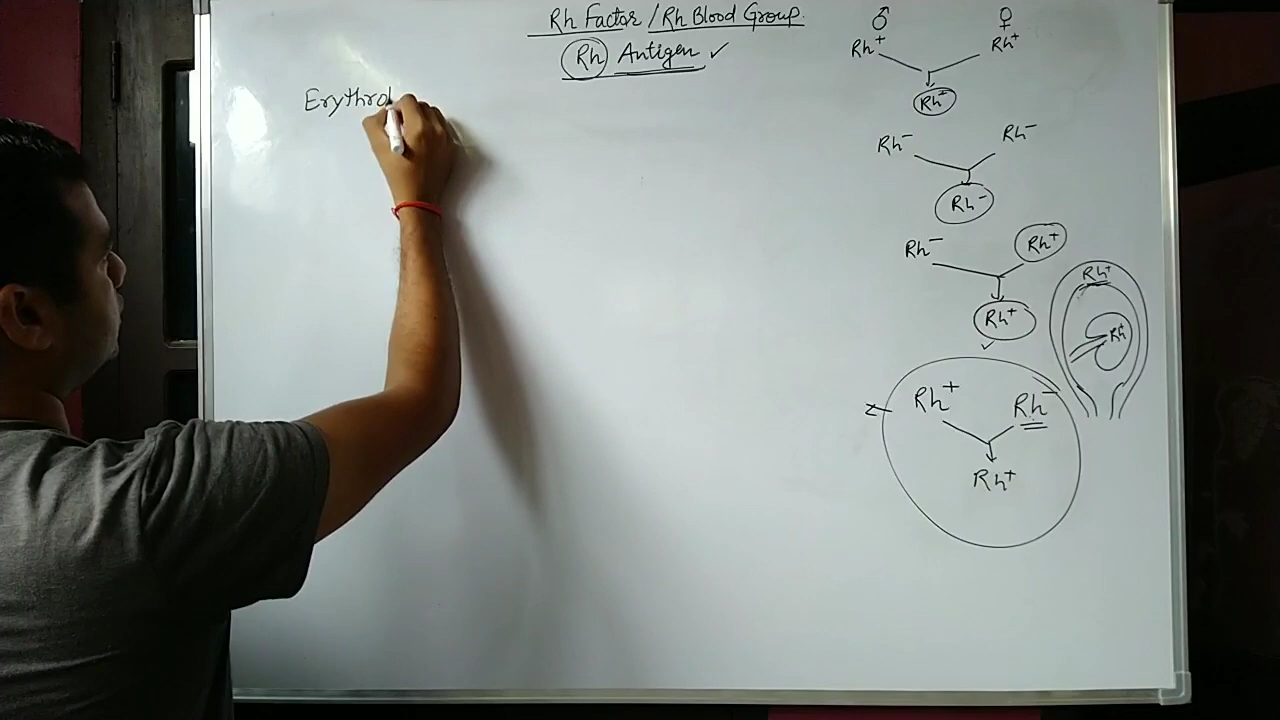 Rh Factor / Rh Blood Group.
Rh Antigen ✓
Erythrob
♂ ♀
Rh+ Rh+
Rh+
Rh- Rh-
Rh-
Rh- Rh+
Rh+
✓
Rh+
Rh+
Rh+ Rh-
Rh+